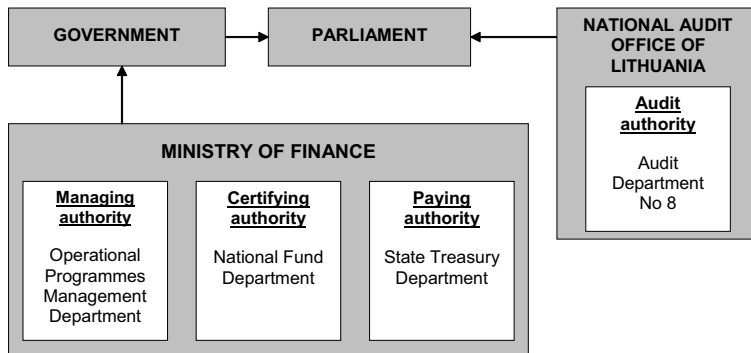 GOVERNMENT
PARLIAMENT
NATIONAL AUDIT
OFFICE OF
LITHUANIA
Audit
authority
Audit
Department
No 8
MINISTRY OF FINANCE
Managing
authority
Operational
Programmes
Management
Department
Certifying
authority
National Fund
Department
Paying
authority
State Treasury
Department